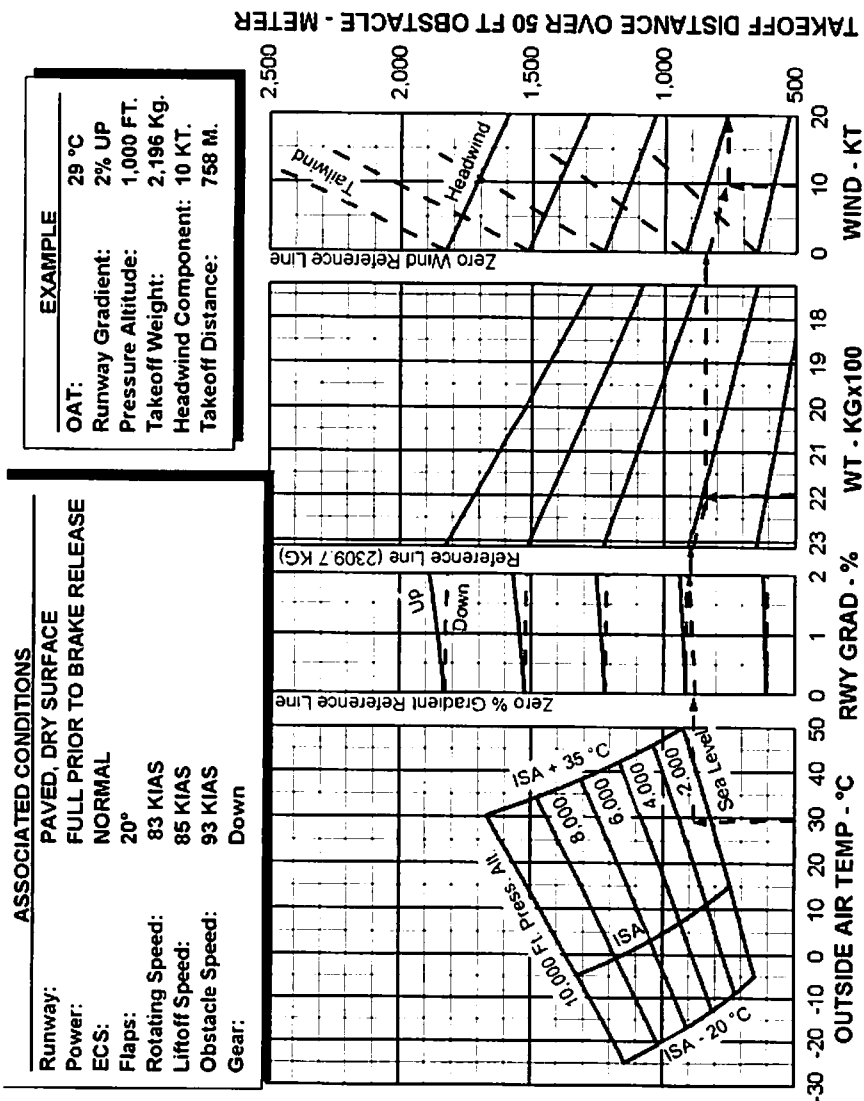 ASSOCIATED CONDITIONS
Runway: PAVED, DRY SURFACE
Power: FULL PRIOR TO BRAKE RELEASE
ECS: NORMAL
Flaps: 20°
Rotating Speed: 83 KIAS
Liftoff Speed: 85 KIAS
Obstacle Speed: 93 KIAS
Gear: Down
EXAMPLE
OAT: 29 °C
Runway Gradient: 2% UP
Pressure Altitude: 1,000 FT.
Takeoff Weight: 2,196 Kg.
Headwind Component: 10 KT.
Takeoff Distance: 758 M.
ISA + 35 °C
10.000 Ft. Press. Alt.
8.000
6.000
4.000
2.000
Sea Level
ISA
ISA - 20 °C
Zero % Gradient Reference Line
UP
Down
Reference Line (2309.7 KG)
Zero Wind Reference Line
Tailwind
Headwind
2,500
2,000
1,500
1,000
500
TAKEOFF DISTANCE OVER 50 FT OBSTACLE - METER
-30 -20 -10 0 10 20 30 40 50
0 1 2
23 22 21 20 19 18
0 10 20
OUTSIDE AIR TEMP - °C
RWY GRAD - %
WT - KGx100
WIND - KT